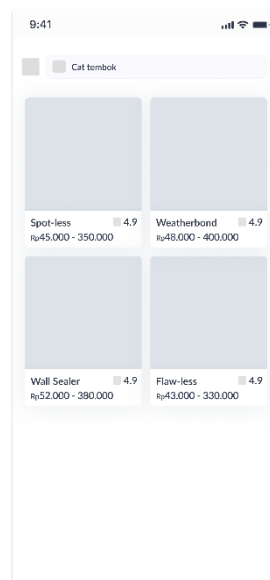 9:41
Cat tembok
Spot-less 4.9
Rp45.000 - 350.000
Weatherbond 4.9
Rp48.000 - 400.000
Wall Sealer 4.9
Rp52.000 - 380.000
Flaw-less 4.9
Rp43.000 - 330.000